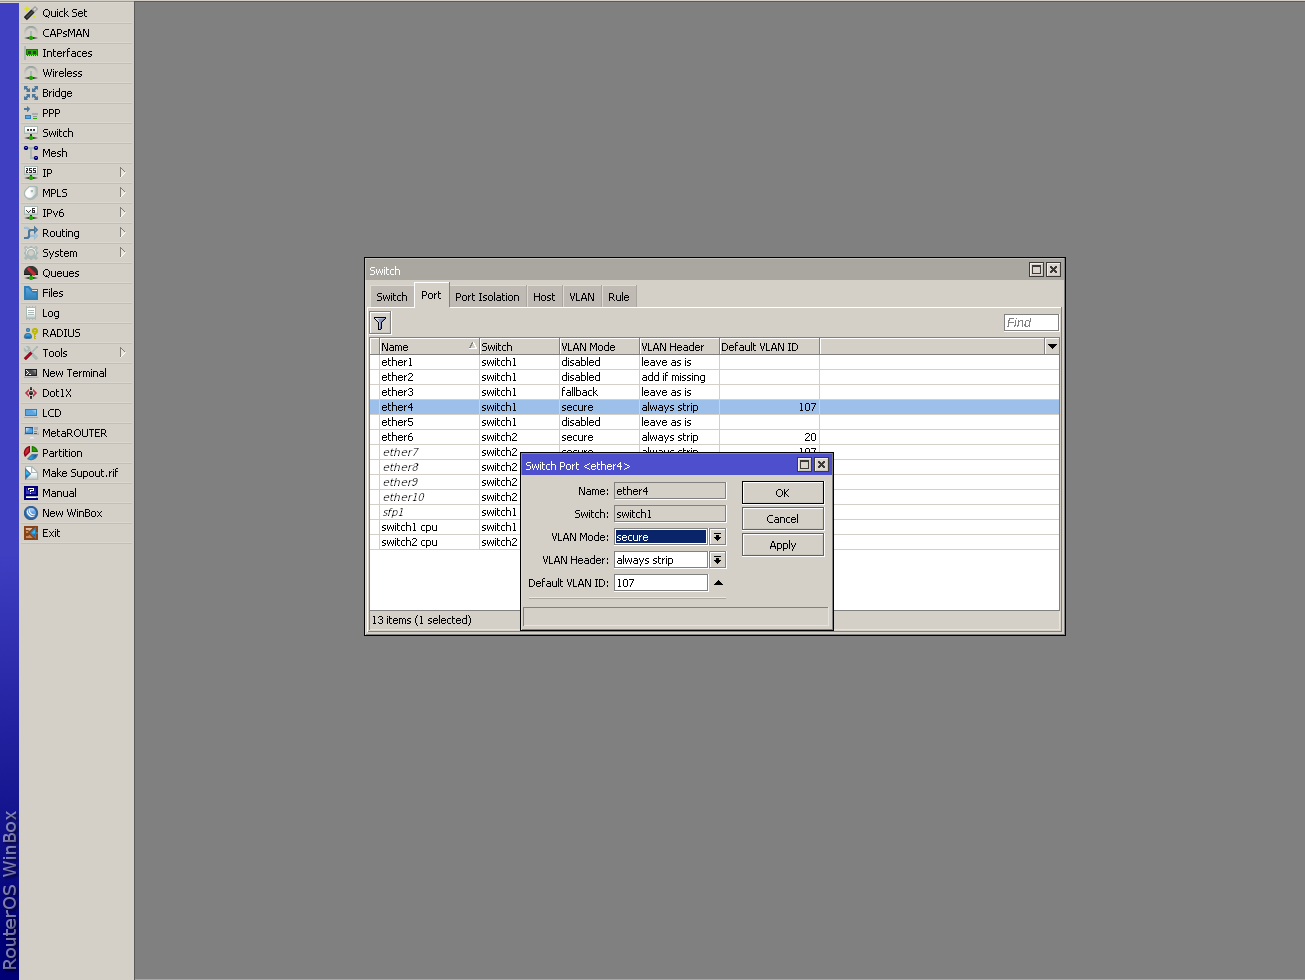 Quick Set
CAPsMAN
Interfaces
Wireless
Bridge
PPP
Switch
Mesh
255 IP
MPLS
v6 IPv6
Routing
System
Queues
Files
Log
RADIUS
Tools
New Terminal
Dot1X
LCD
MetaROUTER
Partition
Make Supout.rif
Manual
New WinBox
Exit
RouterOS WinBox
Switch
Switch Port Port Isolation Host VLAN Rule
Find
Name Switch VLAN Mode VLAN Header Default VLAN ID
ether1 switch1 disabled leave as is
ether2 switch1 disabled add if missing
ether3 switch1 fallback leave as is
ether4 switch1 secure always strip 107
ether5 switch1 disabled leave as is
ether6 switch2 secure always strip 20
ether7 switch2 secure always strip 107
ether8 switch2
ether9 switch2
ether10 switch2
sfp1 switch1
switch1 cpu switch1
switch2 cpu switch2
13 items (1 selected)
Switch Port <ether4>
Name: ether4
Switch: switch1
VLAN Mode: secure
VLAN Header: always strip
Default VLAN ID: 107
OK
Cancel
Apply